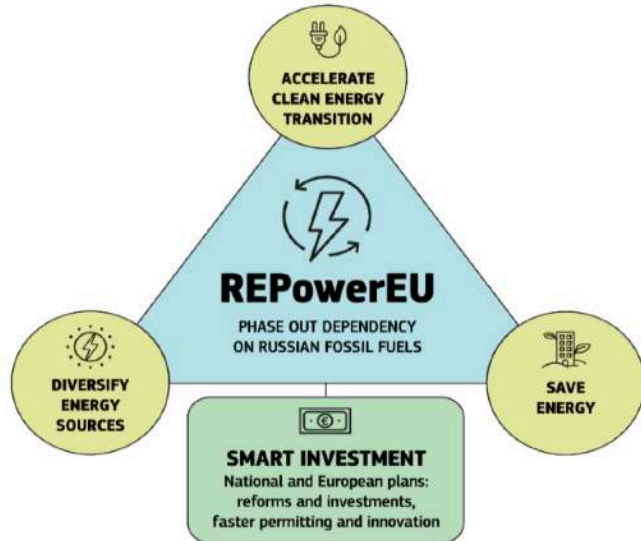 ACCELERATE
CLEAN ENERGY
TRANSITION
REPowerEU
PHASE OUT DEPENDENCY
ON RUSSIAN FOSSIL FUELS
DIVERSIFY
ENERGY
SOURCES
SAVE
ENERGY
SMART INVESTMENT
National and European plans:
reforms and investments,
faster permitting and innovation